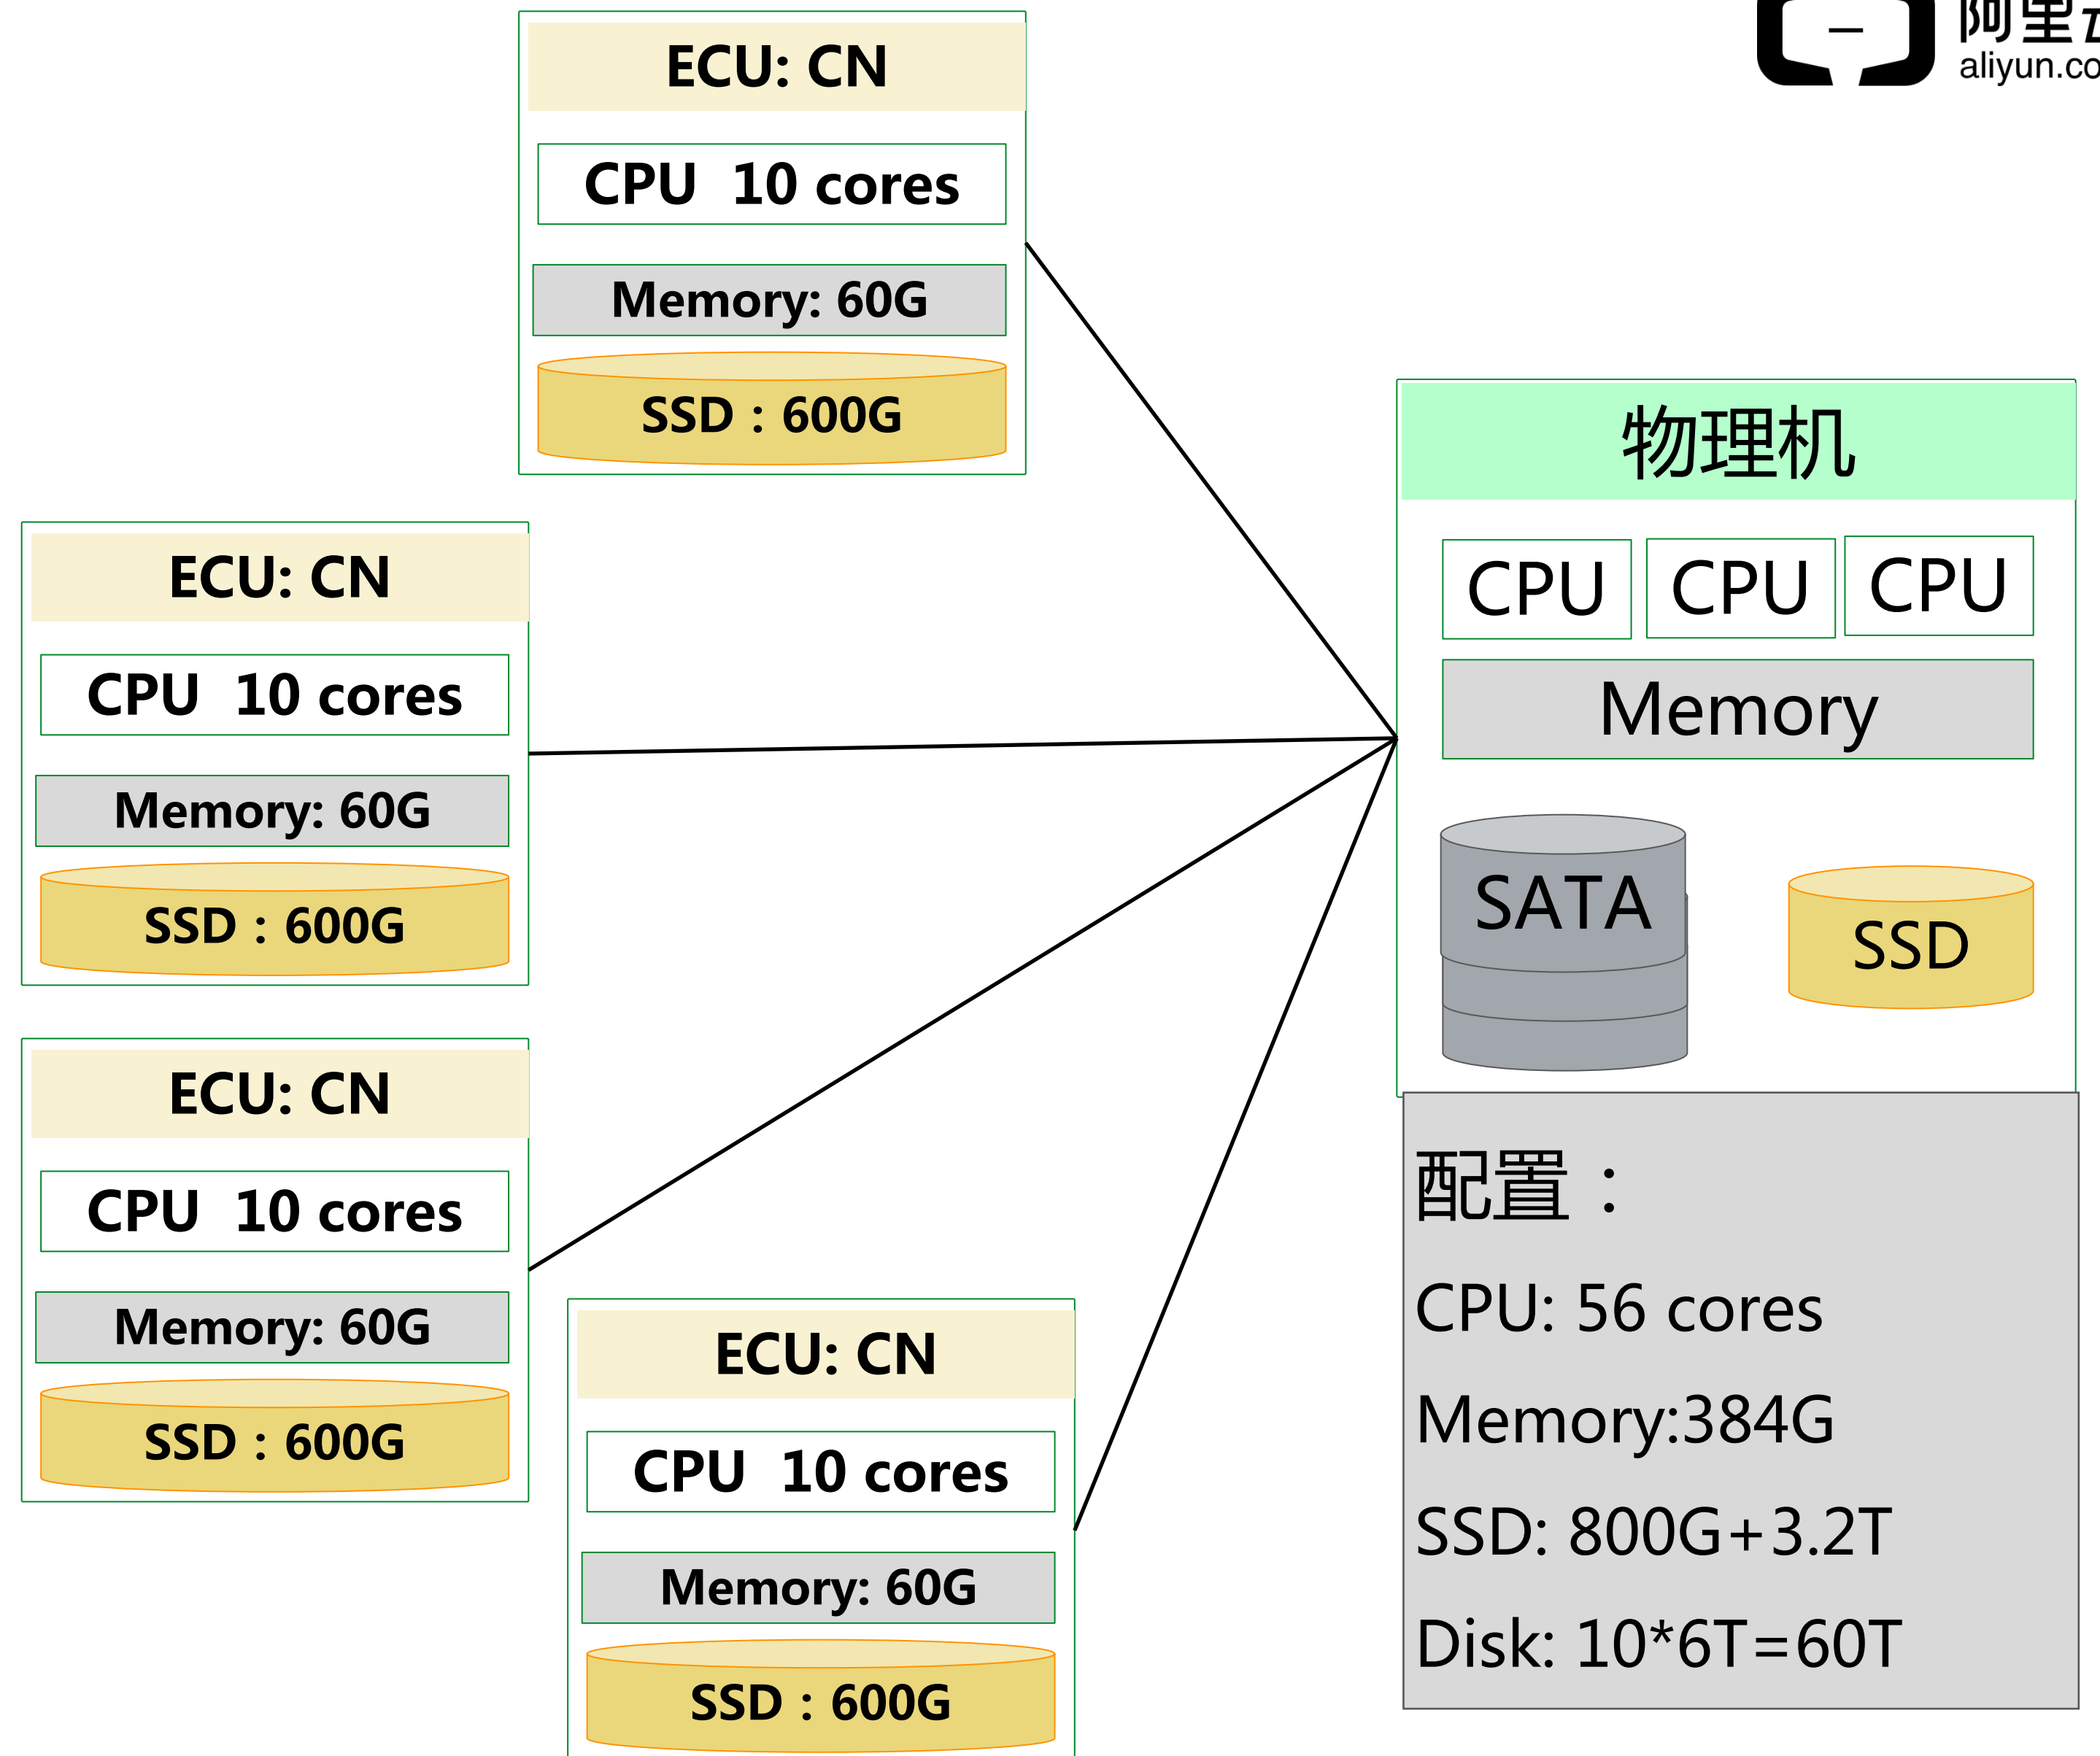 阿里
aliyun.co
ECU: CN
CPU 10 cores
Memory: 60G
SSD：600G
ECU: CN
CPU 10 cores
Memory: 60G
SSD：600G
ECU: CN
CPU 10 cores
Memory: 60G
SSD：600G
ECU: CN
CPU 10 cores
Memory: 60G
SSD：600G
物理机
CPU CPU CPU
Memory
SATA
SSD
配置：
CPU: 56 cores
Memory:384G
SSD: 800G+3.2T
Disk: 10*6T=60T